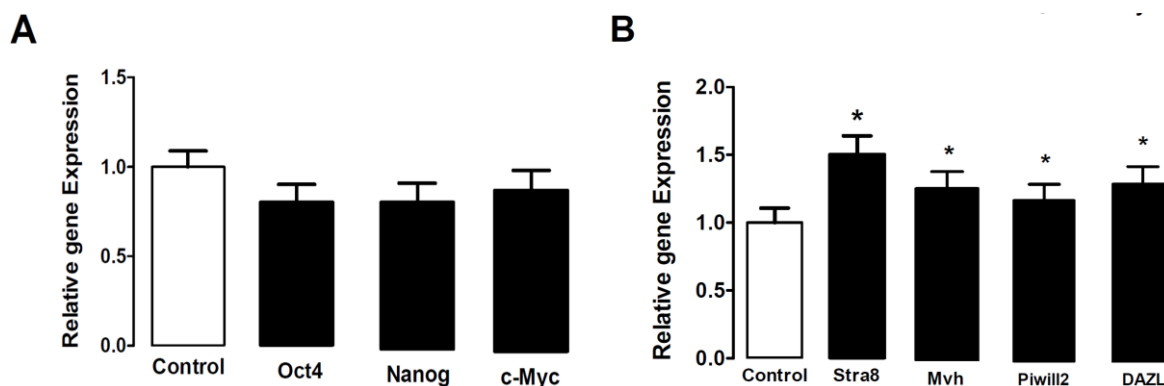 A
Relative gene Expression
1.5
1.0
0.5
0.0
Control
Oct4
Nanog
c-Myc
B
Relative gene Expression
2.0
1.5
1.0
0.5
0.0
*
*
*
*
Control
Stra8
Mvh
Piwill2
DAZL